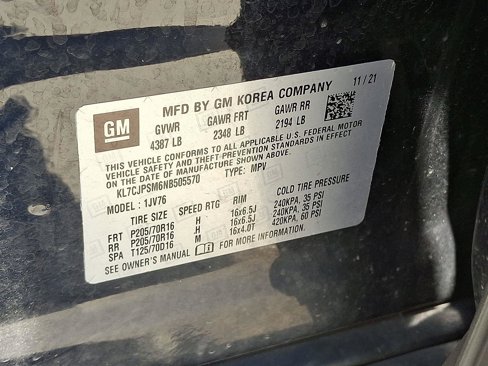 GM
MFD BY GM KOREA COMPANY 11/21
GVWR GAWR FRT GAWR RR
4387 LB 2348 LB 2194 LB
THIS VEHICLE CONFORMS TO ALL APPLICABLE U.S. FEDERAL MOTOR
VEHICLE SAFETY AND THEFT PREVENTION STANDARDS IN EFFECT
ON THE DATE OF MANUFACTURE SHOWN ABOVE.
KL7CJPSM6NB505570 TYPE: MPV
MODEL: 1JV76
TIRE SIZE SPEED RTG RIM COLD TIRE PRESSURE
FRT P205/70R16 H 16x6.5J 240KPA, 35 PSI
RR P205/70R16 H 16x6.5J 240KPA, 35 PSI
SPA T125/70D16 M 16x4.0T 420KPA, 60 PSI
SEE OWNER'S MANUAL FOR MORE INFORMATION.